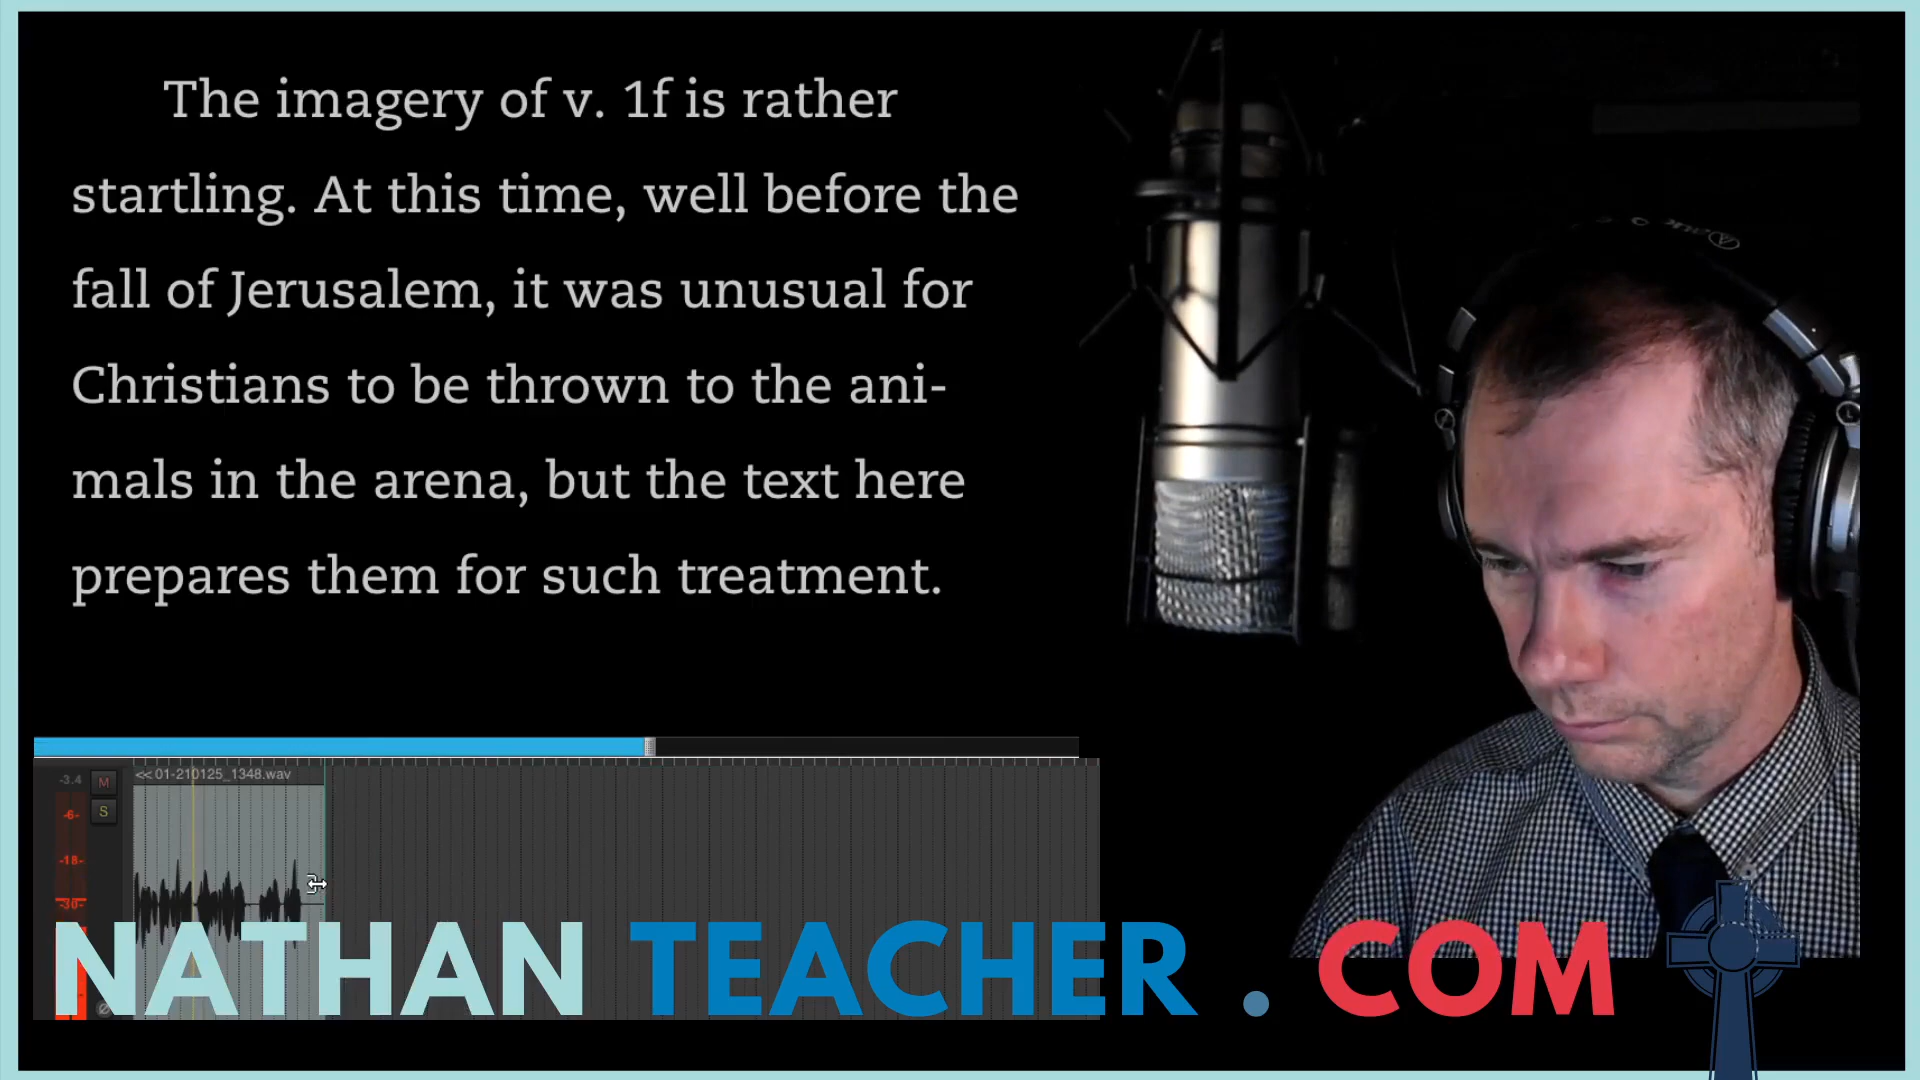 The imagery of v. 1f is rather
startling. At this time, well before the
fall of Jerusalem, it was unusual for
Christians to be thrown to the ani-
mals in the arena, but the text here
prepares them for such treatment.
-3.4
M
<< 01-210125_1348.wav
-6-
S
-18-
-30-
NATHAN TEACHER . COM